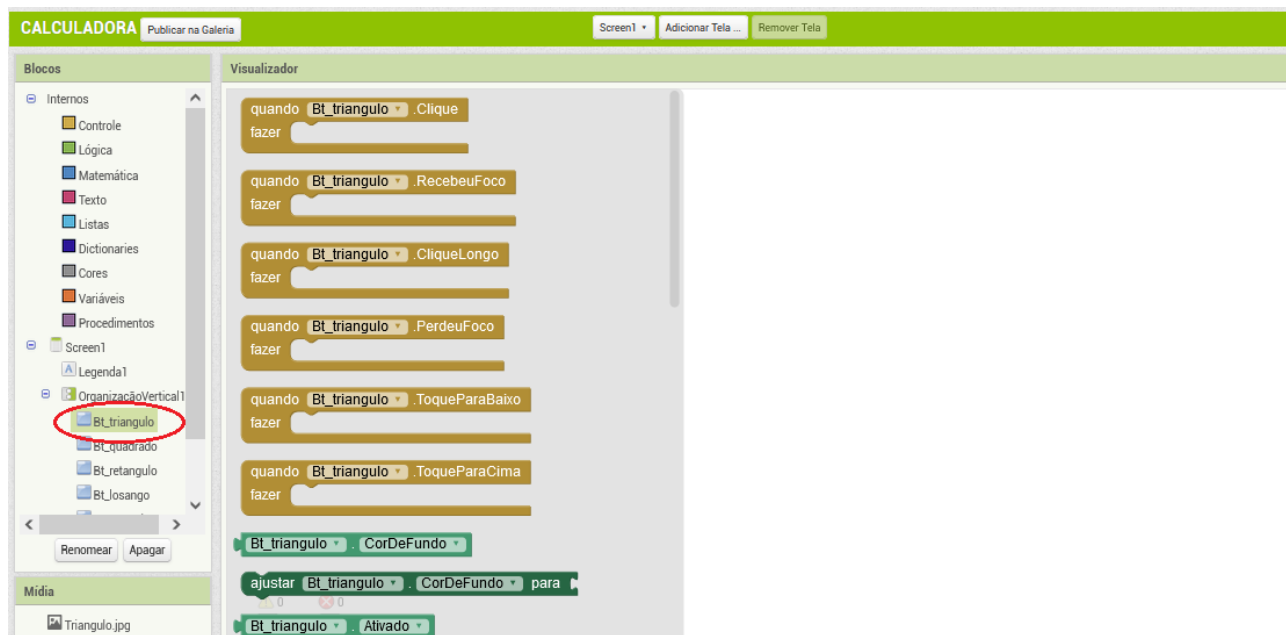 CALCULADORA Publicar na Galeria Screen1 Adicionar Tela ... Remover Tela
Blocos
Internos
Controle
Lógica
Matemática
Texto
Listas
Dictionaries
Cores
Variáveis
Procedimentos
Screen1
Legenda1
OrganizaçãoVertical1
Bt_triangulo
Bt_quadrado
Bt_retangulo
Bt_losango
Renomear Apagar
Mídia
Triangulo.jpg
Visualizador
quando Bt_triangulo .Clique
fazer
quando Bt_triangulo .RecebeuFoco
fazer
quando Bt_triangulo .CliqueLongo
fazer
quando Bt_triangulo .PerdeuFoco
fazer
quando Bt_triangulo .ToqueParaBaixo
fazer
quando Bt_triangulo .ToqueParaCima
fazer
Bt_triangulo . CorDeFundo
ajustar Bt_triangulo . CorDeFundo para
0 0
Bt_triangulo . Ativado